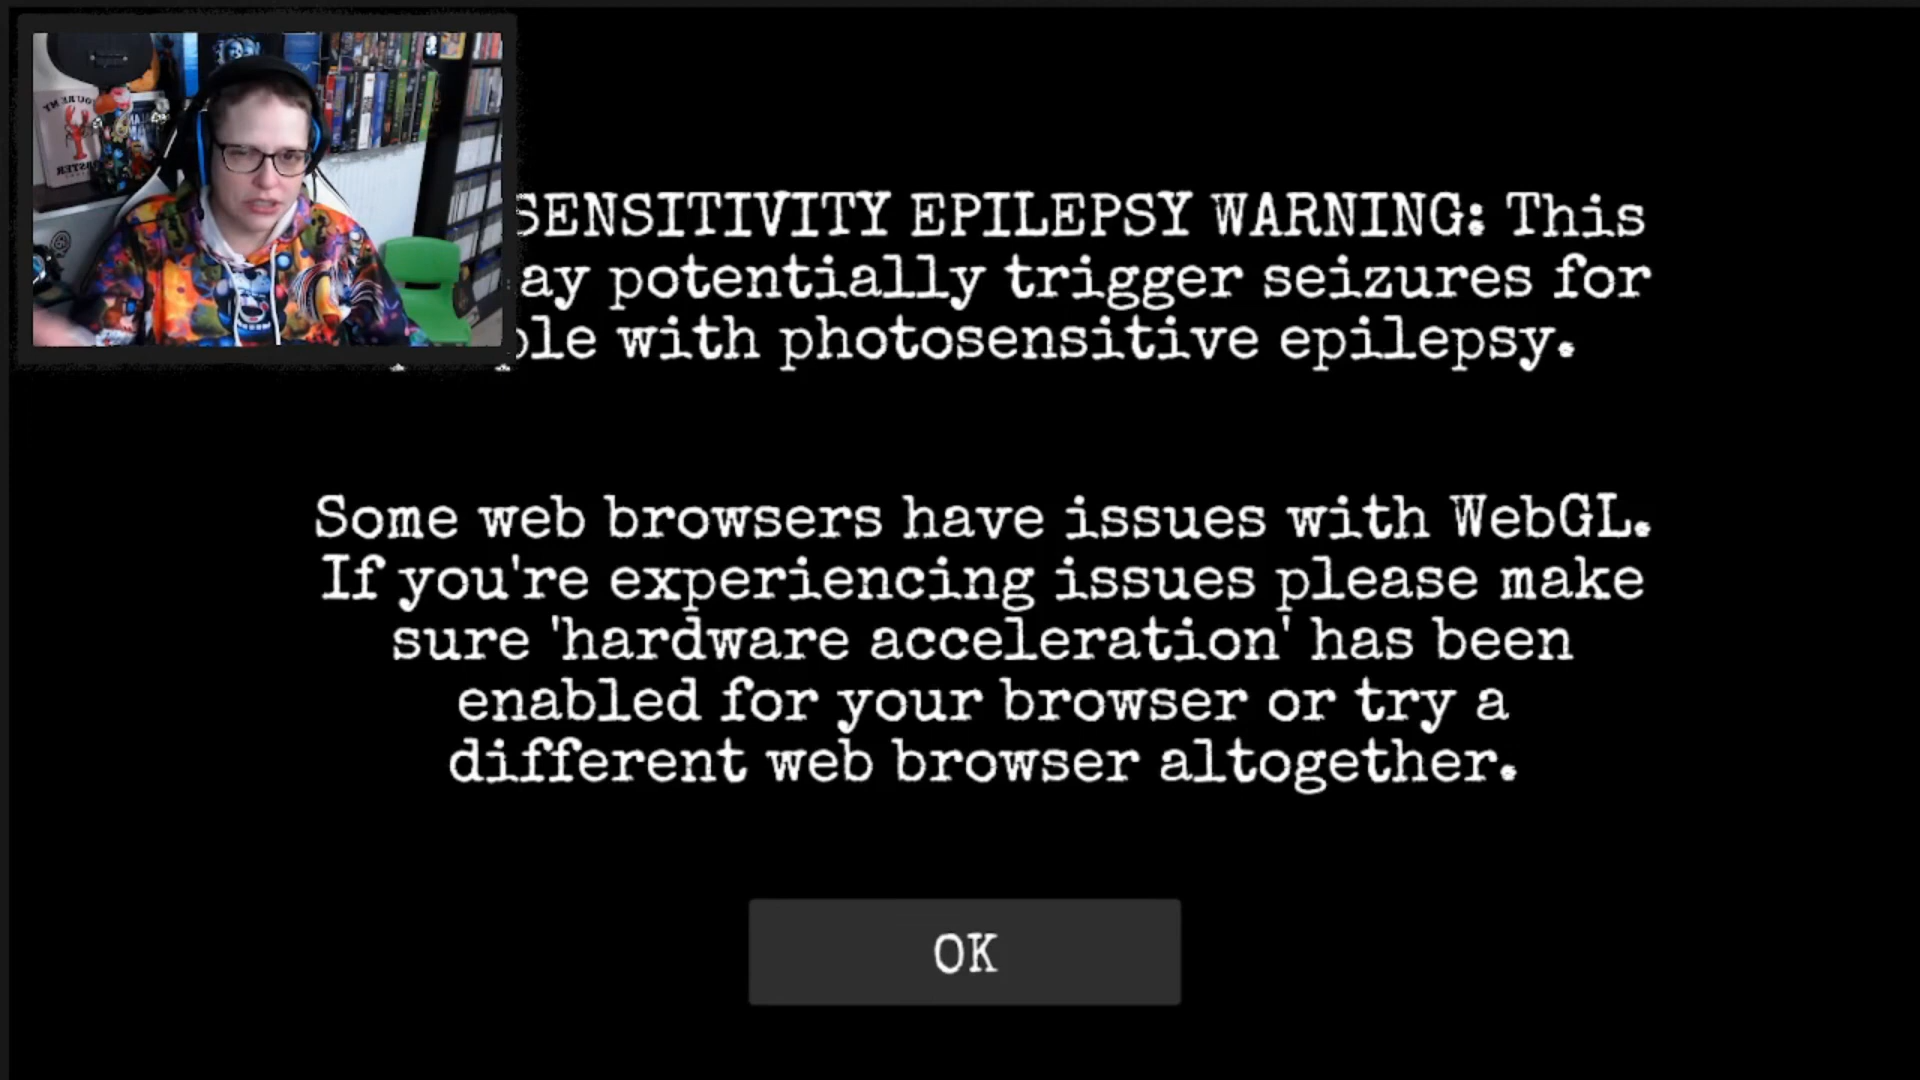 SENSITIVITY EPILEPSY WARNING: This
ay potentially trigger seizures for
ple with photosensitive epilepsy.
Some web browsers have issues with WebGL.
If you're experiencing issues please make
sure 'hardware acceleration' has been
enabled for your browser or try a
different web browser altogether.
OK